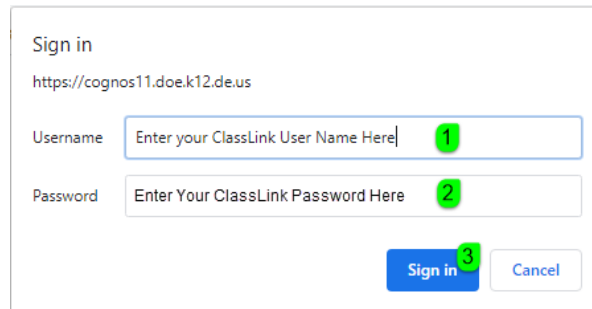 Sign in
https://cognos11.doe.k12.de.us
Username Enter your ClassLink User Name Here 1
Password Enter Your ClassLink Password Here 2
Sign in 3 Cancel